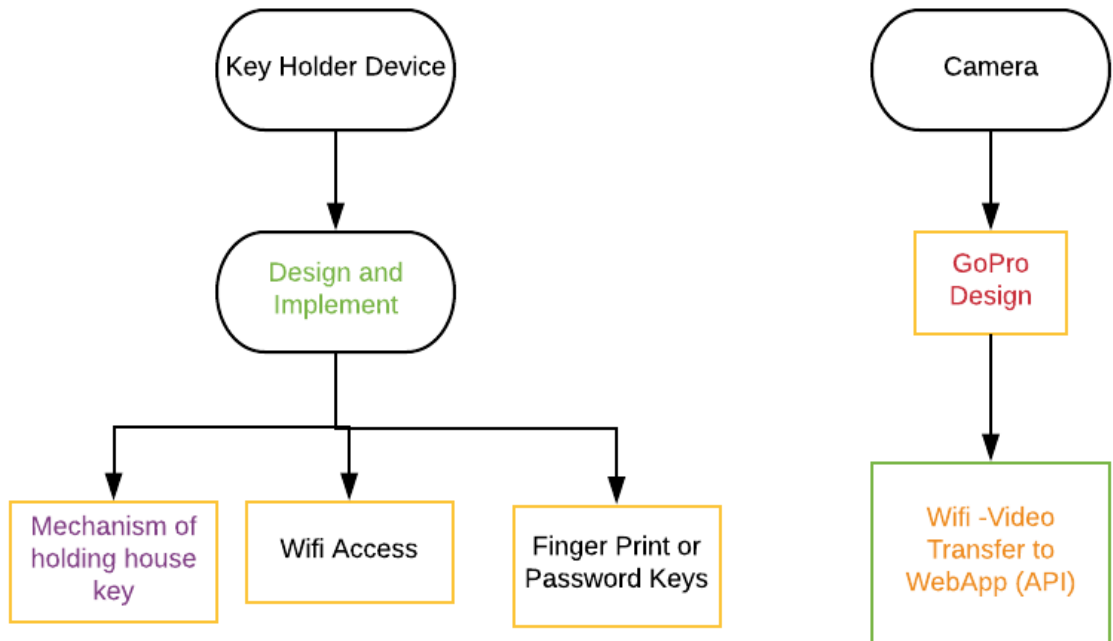 Key Holder Device
Camera
Design and
Implement
GoPro
Design
Mechanism of
holding house
key
Wifi Access
Finger Print or
Password Keys
Wifi -Video
Transfer to
WebApp (API)